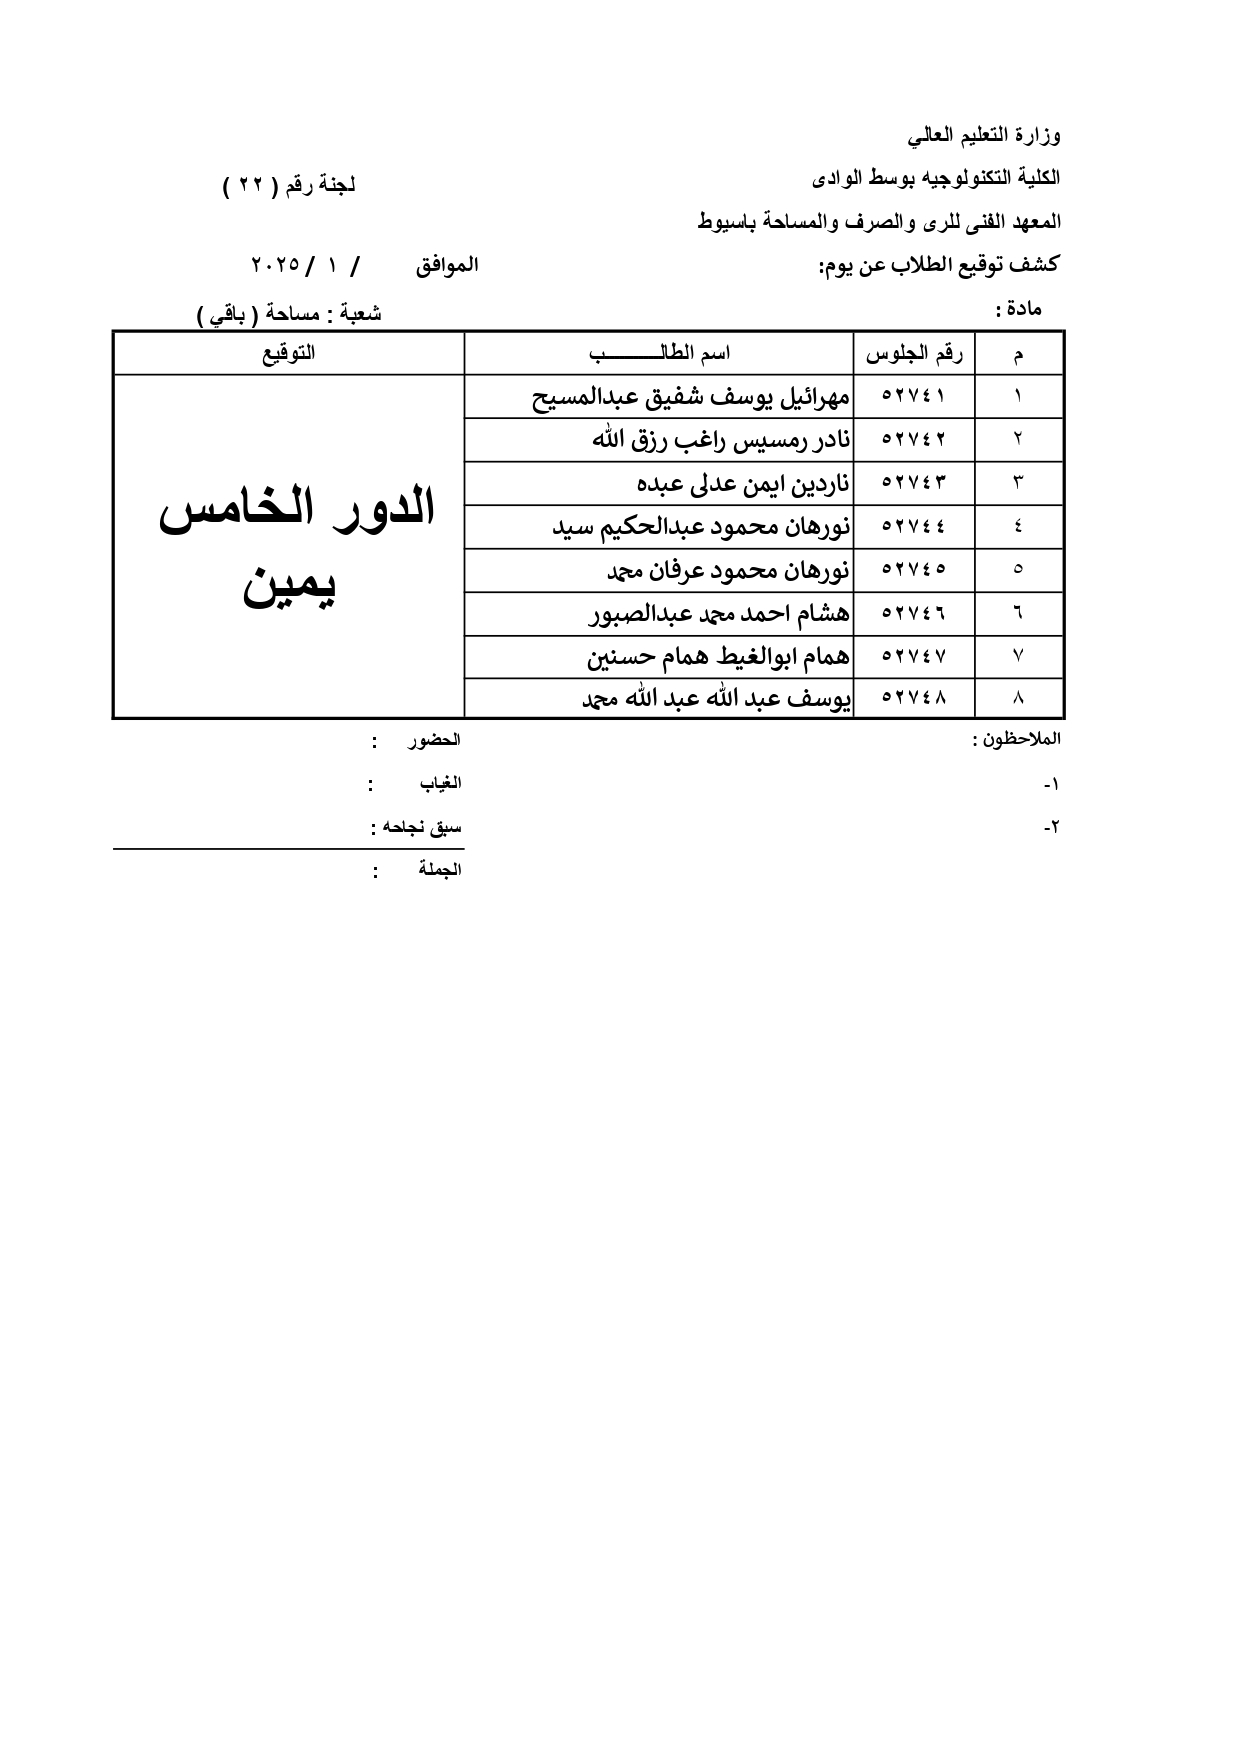 وزارة التعليم العالي
الكلية التكنولوجيه بوسط الوادى
لجنة رقم ( ٢٢ )
المعهد الفنى للرى والصرف والمساحة باسيوط
كشف توقيع الطلاب عن يوم: الموافق / ١ / ٢٠٢٥
مادة :
شعبة : مساحة ( باقي )
م رقم الجلوس اسم الطالـــــــــب التوقيع
١ ٥٢٧٤١ مهرائيل يوسف شفيق عبدالمسيح
٢ ٥٢٧٤٢ نادر رمسيس راغب رزق الله
٣ ٥٢٧٤٣ ناردين ايمن عدلى عبده
٤ ٥٢٧٤٤ نورهان محمود عبدالحكيم سيد
٥ ٥٢٧٤٥ نورهان محمود عرفان محمد
٦ ٥٢٧٤٦ هشام احمد محمد عبدالصبور
٧ ٥٢٧٤٧ همام ابوالغيط همام حسنين
٨ ٥٢٧٤٨ يوسف عبد الله عبد الله محمد
الدور الخامس
يمين
الملاحظون : الحضور :
١- الغياب :
٢- سبق نجاحه :
الجملة :